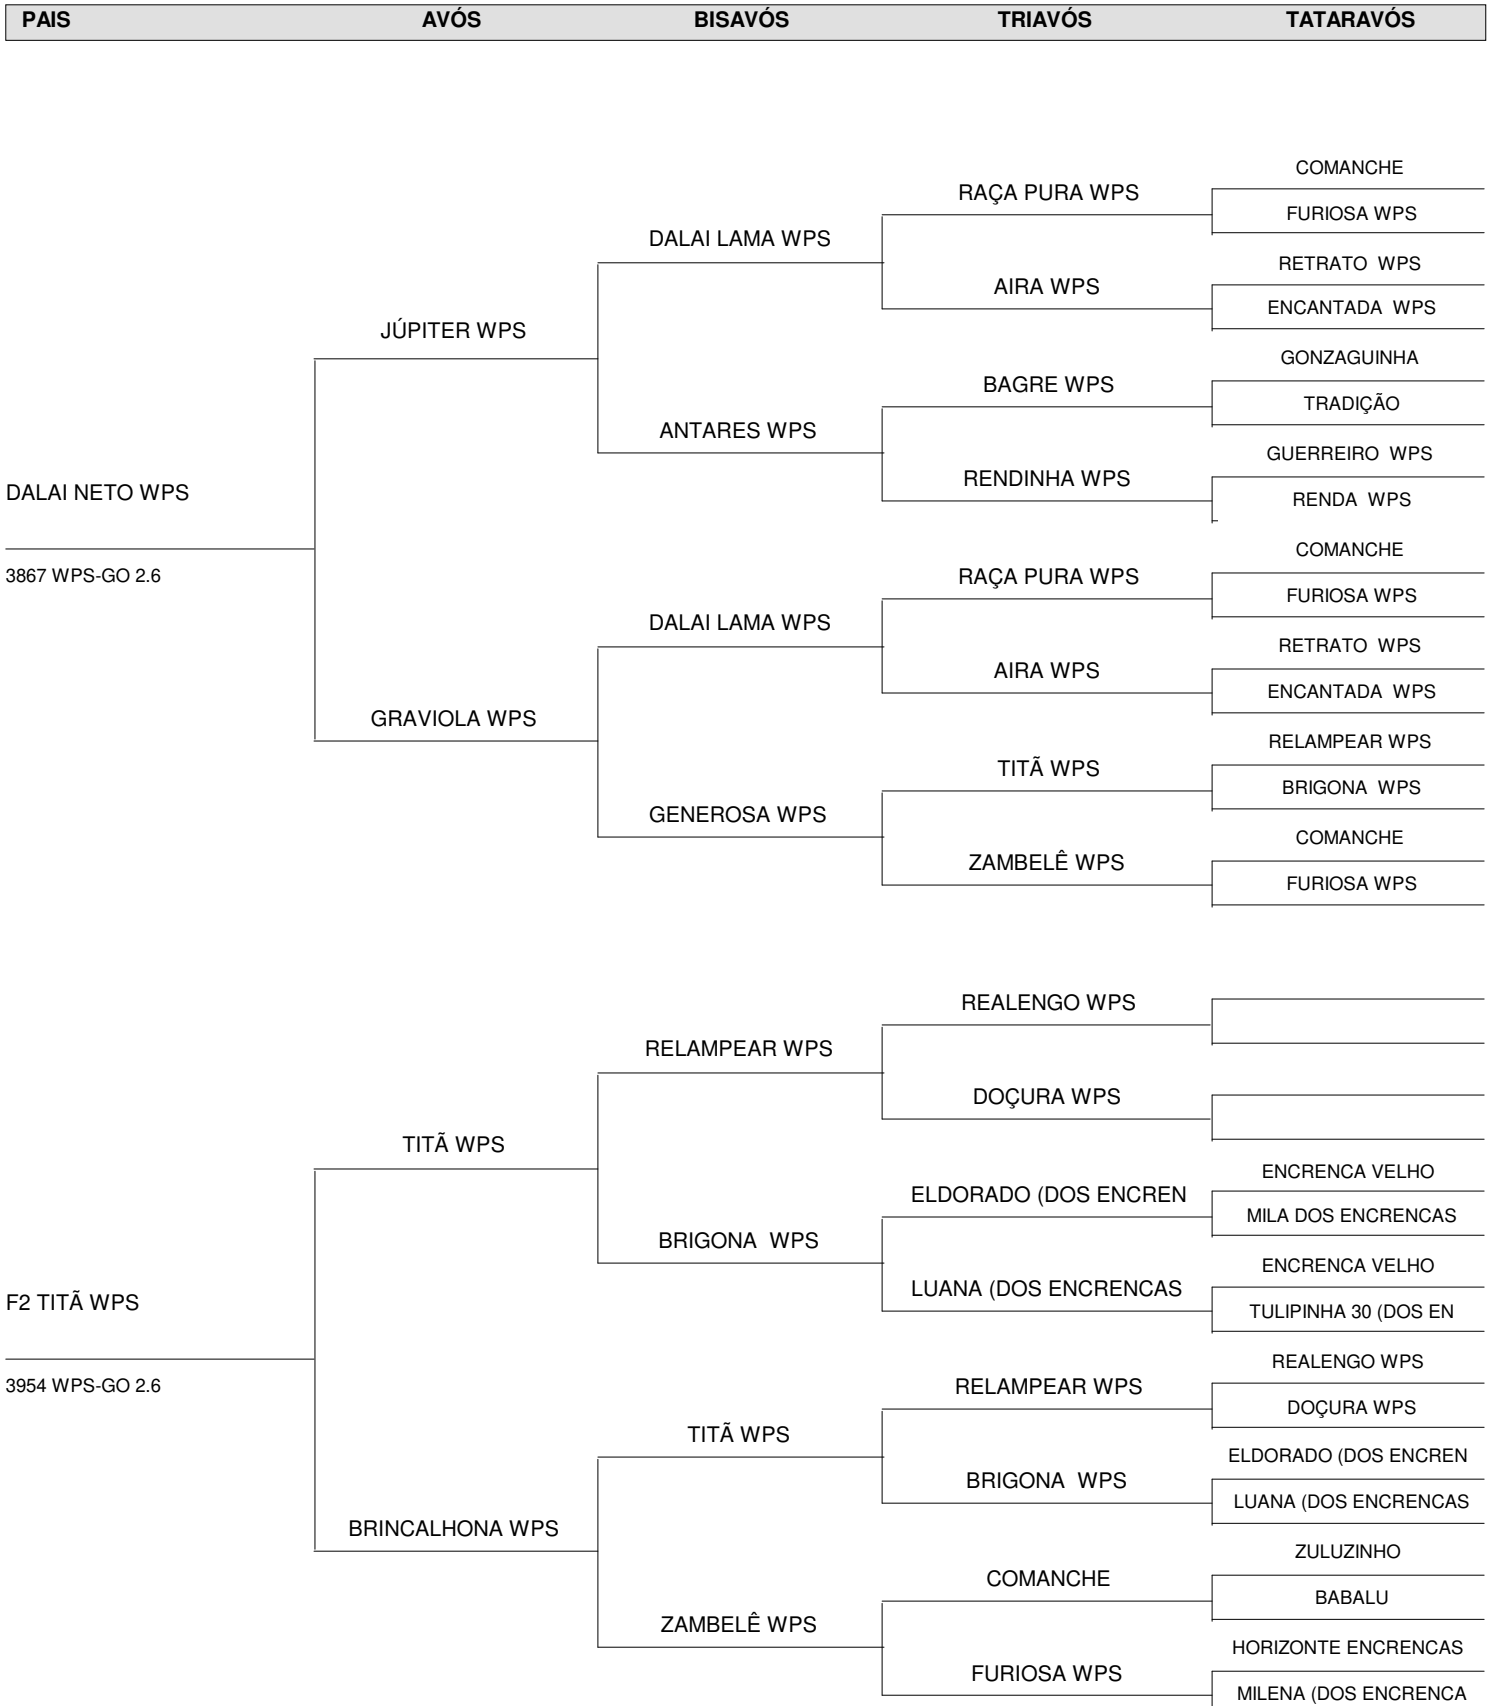 PAIS AVÓS BISAVÓS TRIAVÓS TATARAVÓS
COMANCHE
RAÇA PURA WPS
FURIOSA WPS
DALAI LAMA WPS
RETRATO WPS
AIRA WPS
ENCANTADA WPS
JÚPITER WPS
GONZAGUINHA
BAGRE WPS
TRADIÇÃO
ANTARES WPS
GUERREIRO WPS
RENDINHA WPS
RENDA WPS
DALAI NETO WPS
3867 WPS-GO 2.6
COMANCHE
RAÇA PURA WPS
FURIOSA WPS
DALAI LAMA WPS
RETRATO WPS
AIRA WPS
ENCANTADA WPS
GRAVIOLA WPS
RELAMPEAR WPS
TITÃ WPS
BRIGONA WPS
GENEROSA WPS
COMANCHE
ZAMBELÊ WPS
FURIOSA WPS
REALENGO WPS
RELAMPEAR WPS
DOÇURA WPS
TITÃ WPS
ENCRENCA VELHO
ELDORADO (DOS ENCREN
MILA DOS ENCRENCAS
BRIGONA WPS
ENCRENCA VELHO
LUANA (DOS ENCRENCAS
TULIPINHA 30 (DOS EN
F2 TITÃ WPS
3954 WPS-GO 2.6
REALENGO WPS
RELAMPEAR WPS
DOÇURA WPS
TITÃ WPS
ELDORADO (DOS ENCREN
BRIGONA WPS
LUANA (DOS ENCRENCAS
BRINCALHONA WPS
ZULUZINHO
COMANCHE
BABALU
ZAMBELÊ WPS
HORIZONTE ENCRENCAS
FURIOSA WPS
MILENA (DOS ENCRENCA